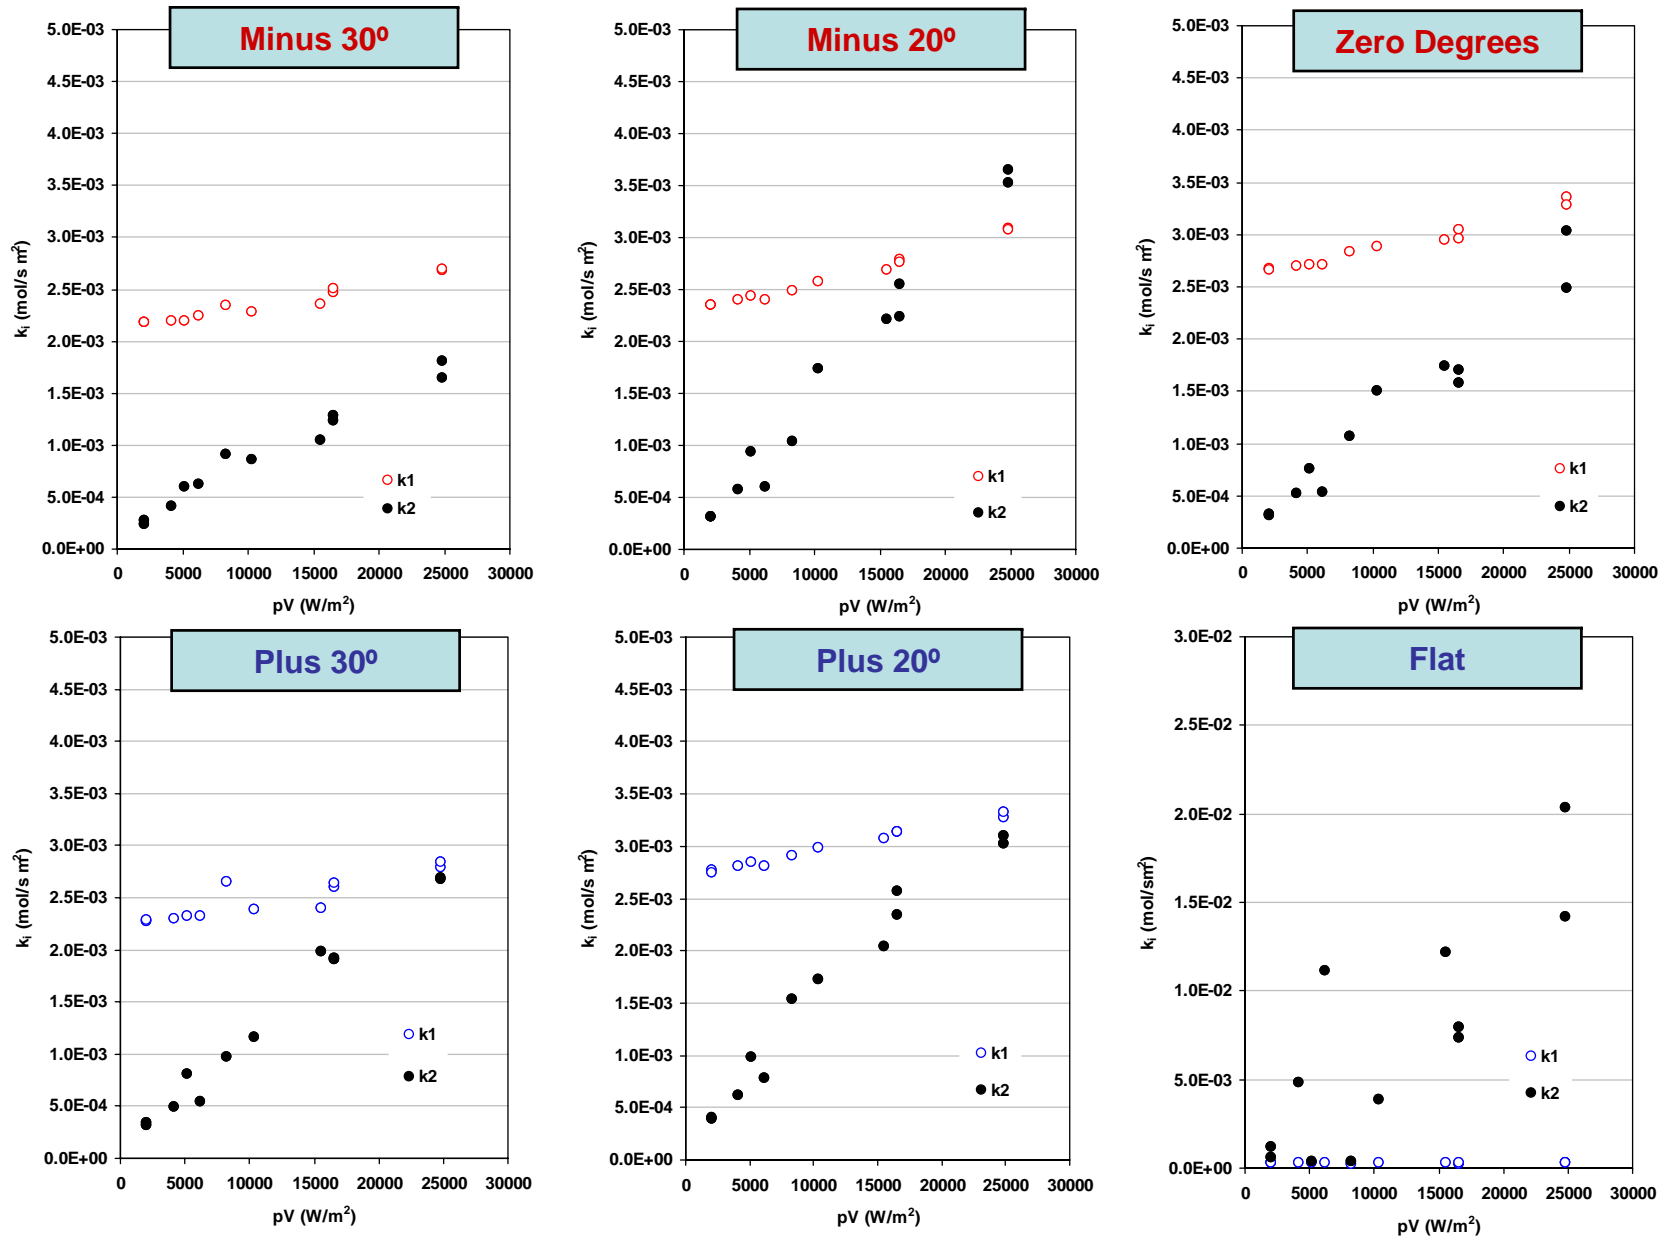 Minus 30º
5.0E-03
4.5E-03
4.0E-03
3.5E-03
3.0E-03
2.5E-03
2.0E-03
1.5E-03
1.0E-03
5.0E-04
0.0E+00
kᵢ (mol/s m²)
k1
k2
0 5000 10000 15000 20000 25000 30000
pV (W/m²)
Minus 20º
5.0E-03
4.5E-03
4.0E-03
3.5E-03
3.0E-03
2.5E-03
2.0E-03
1.5E-03
1.0E-03
5.0E-04
0.0E+00
kᵢ (mol/s m²)
k1
k2
0 5000 10000 15000 20000 25000 30000
pV (W/m²)
Zero Degrees
5.0E-03
4.5E-03
4.0E-03
3.5E-03
3.0E-03
2.5E-03
2.0E-03
1.5E-03
1.0E-03
5.0E-04
0.0E+00
kᵢ (mol/s m²)
k1
k2
0 5000 10000 15000 20000 25000 30000
pV (W/m²)
Plus 30º
5.0E-03
4.5E-03
4.0E-03
3.5E-03
3.0E-03
2.5E-03
2.0E-03
1.5E-03
1.0E-03
5.0E-04
0.0E+00
kᵢ (mol/s m²)
k1
k2
0 5000 10000 15000 20000 25000 30000
pV (W/m²)
Plus 20º
5.0E-03
4.5E-03
4.0E-03
3.5E-03
3.0E-03
2.5E-03
2.0E-03
1.5E-03
1.0E-03
5.0E-04
0.0E+00
kᵢ (mol/s m²)
k1
k2
0 5000 10000 15000 20000 25000 30000
pV (W/m²)
Flat
3.0E-02
2.5E-02
2.0E-02
1.5E-02
1.0E-02
5.0E-03
0.0E+00
kᵢ (mol/sm²)
k1
k2
0 5000 10000 15000 20000 25000 30000
pV (W/m²)